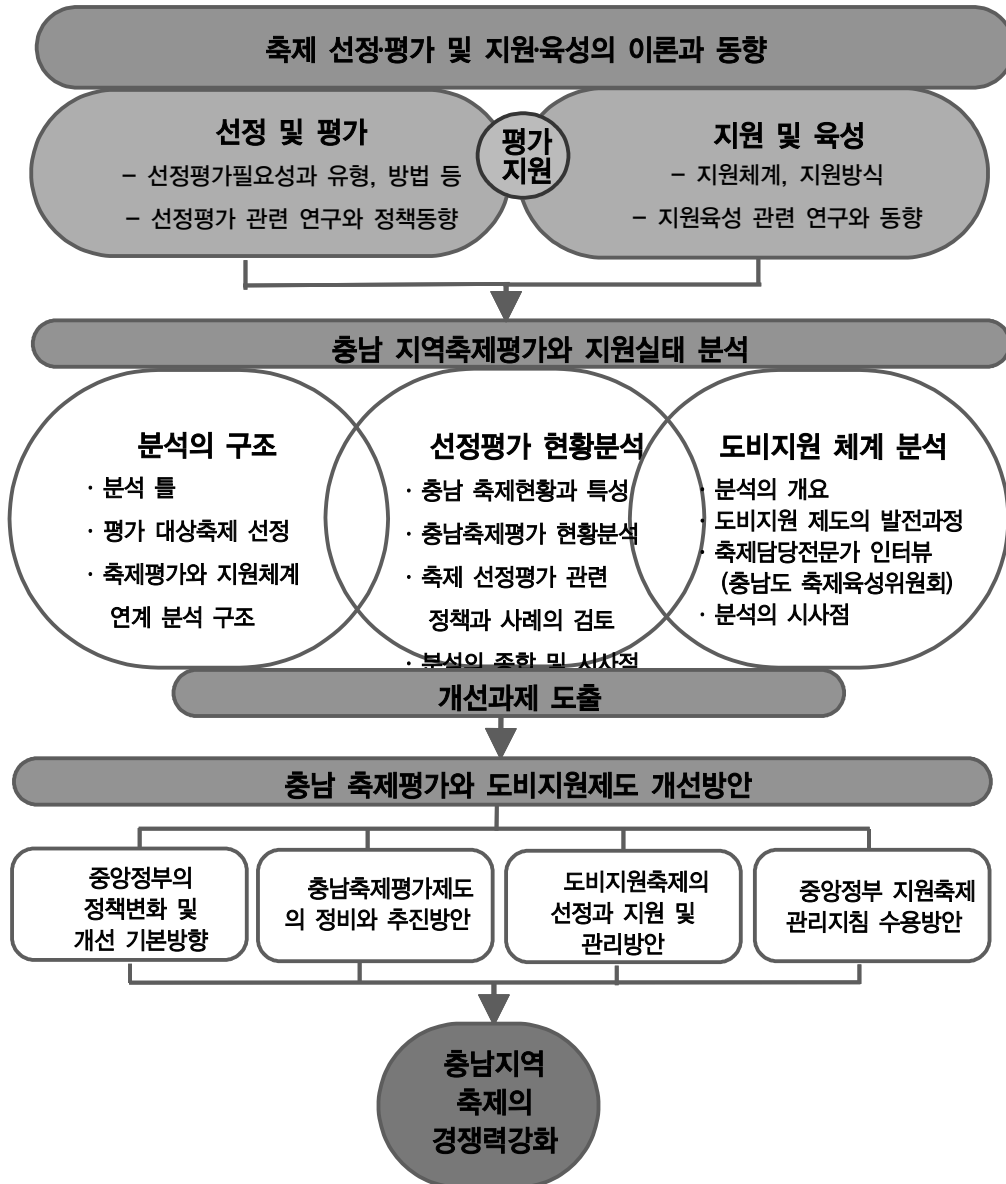 축제 선정·평가 및 지원·육성의 이론과 동향
선정 및 평가
– 선정평가필요성과 유형, 방법 등
– 선정평가 관련 연구와 정책동향
평가
지원
지원 및 육성
– 지원체계, 지원방식
– 지원육성 관련 연구와 동향
충남 지역축제평가와 지원실태 분석
분석의 구조
· 분석 틀
· 평가 대상축제 선정
· 축제평가와 지원체계
연계 분석 구조
선정평가 현황분석
· 충남 축제현황과 특성
· 충남축제평가 현황분석
· 축제 선정평가 관련
정책과 사례의 검토
· 분석의 종합 및 시사점
도비지원 체계 분석
· 분석의 개요
· 도비지원 제도의 발전과정
· 축제담당전문가 인터뷰
(충남도 축제육성위원회)
· 분석의 시사점
개선과제 도출
충남 축제평가와 도비지원제도 개선방안
중앙정부의
정책변화 및
개선 기본방향
충남축제평가제도
의 정비와 추진방안
도비지원축제의
선정과 지원 및
관리방안
중앙정부 지원축제
관리지침 수용방안
충남지역
축제의
경쟁력강화